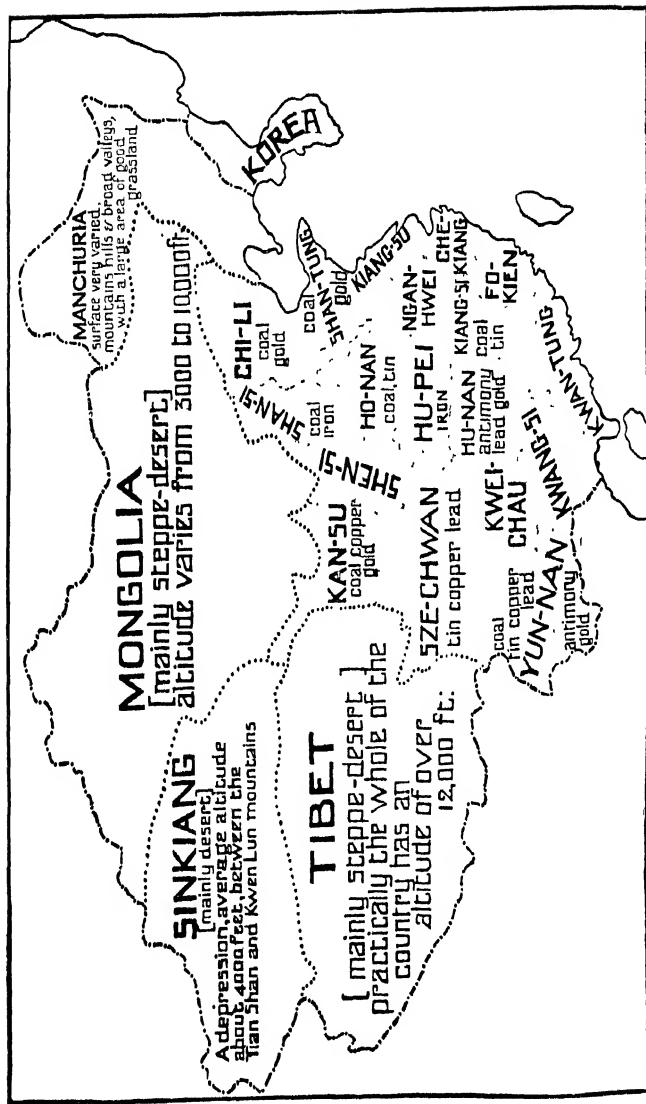 MANCHURIA
surface very varied
mountains hills & broad valleys,
with a large area of good
grassland
MONGOLIA
[mainly steppe-desert]
altitude varies from 3000 to 10,000 ft.
SINKIANG
[mainly desert]
A depression, average altitude
about 4000 feet, between the
Tian Shan and Kwen Lun mountains
TIBET
[mainly steppe-desert]
practically the whole of the
country has an
altitude of over
12,000 ft:
KOREA
CHI-LI
coal
gold
SHAN-TUNG
coal
gold
KIANG-SU
SHAN-SI
coal
iron
SHEN-SI
KAN-SU
coal copper
gold
HO-NAN
coal, tin
NGAN-
HWEI
HU-PEI
IRON
CHE-
KIANG
KIANG-SI
coal
tin
FO-
KIEN
HU-NAN
antimony
lead gold
SZE-CHWAN
tin copper lead
KWEI-
CHAU
YUN-NAN
coal
tin copper
lead
antimony
gold
KWANG-SI
KWAN-TUNG